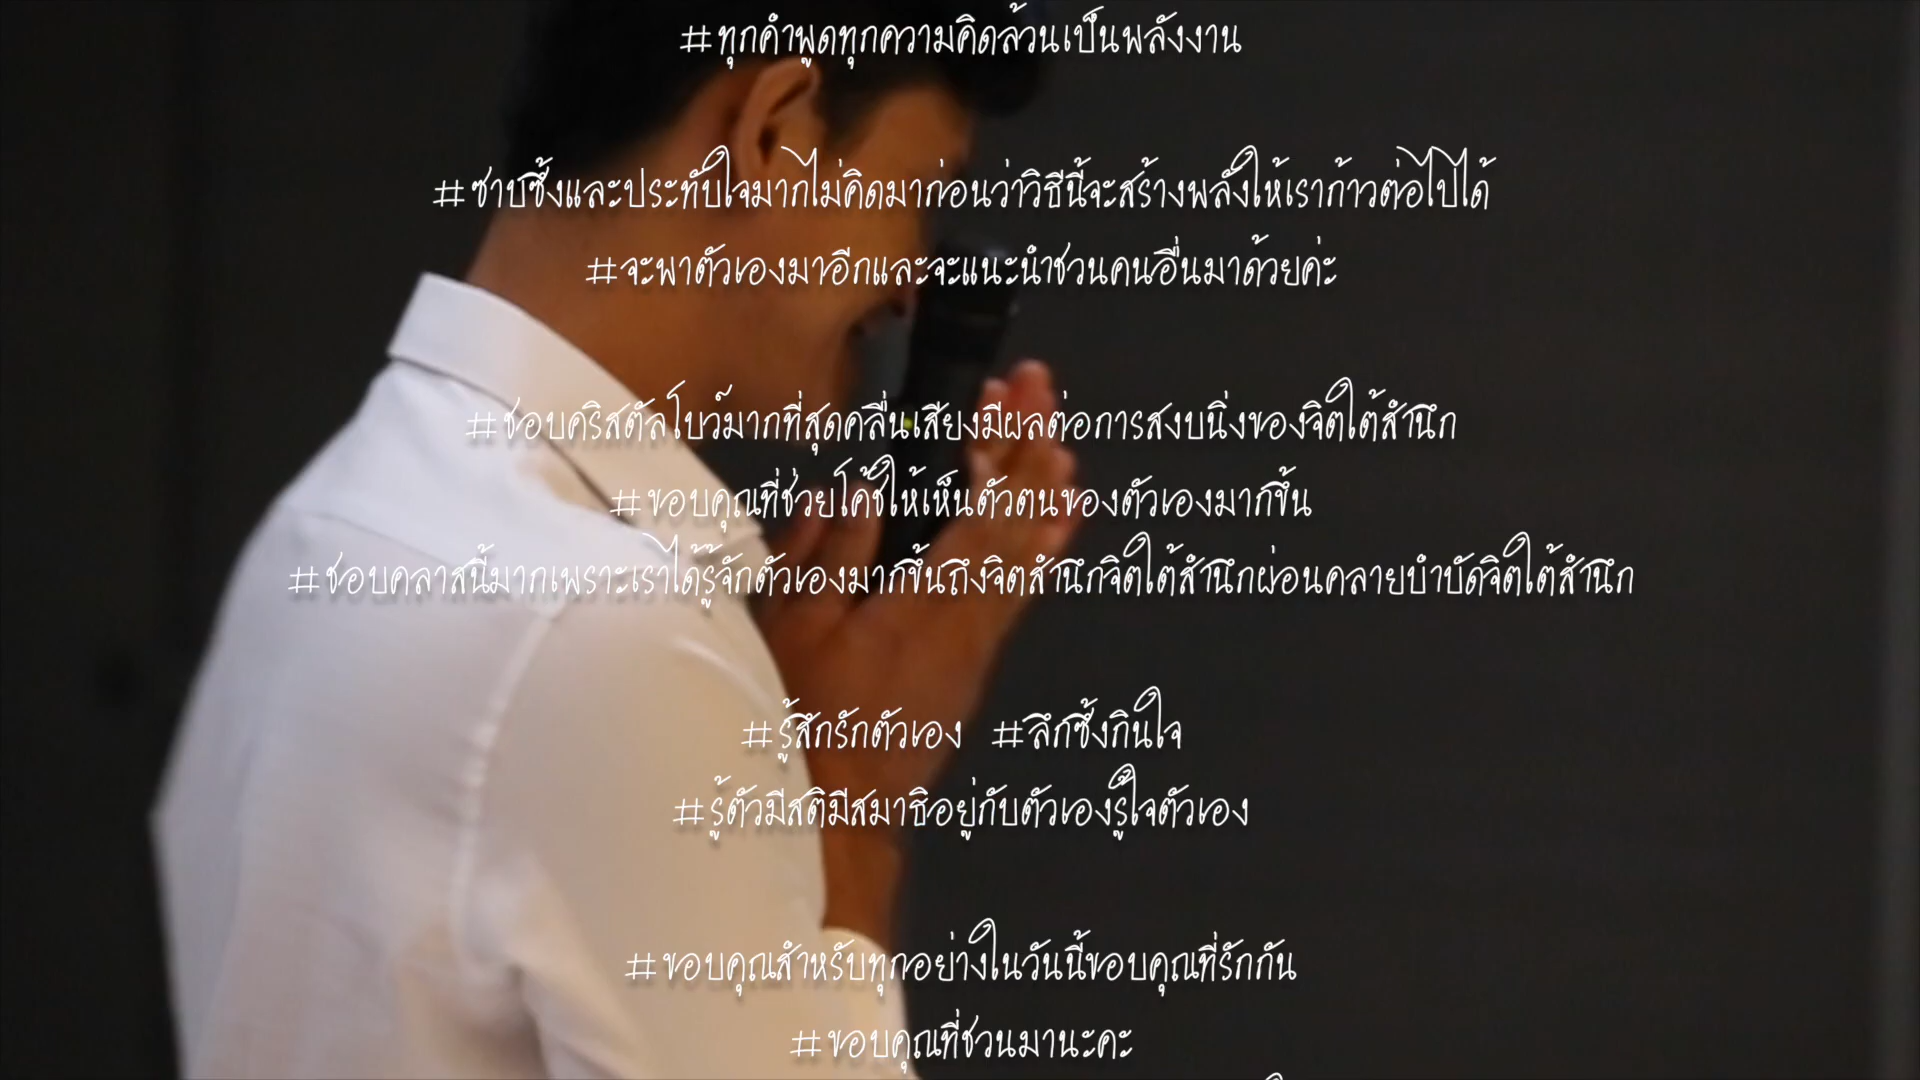 #ทุกคำพูดทุกความคิดล้วนเป็นพลังงาน
#ซาบซึ้งและประทับใจมากไม่คิดมาก่อนว่าวิธีนี้จะสร้างพลังให้เราก้าวต่อไปได้
#จะพาตัวเองมาอีกและจะแนะนำชวนคนอื่นมาด้วยค่ะ
#ชอบคริสตัลโบว์มากที่สุดคลื่นเสียงมีผลต่อการสงบนิ่งของจิตใต้สำนึก
#ขอบคุณที่ช่วยโค้ชให้เห็นตัวตนของตัวเองมากขึ้น
#ชอบคลาสนี้มากเพราะเราได้รู้จักตัวเองมากขึ้นถึงจิตสำนึกจิตใต้สำนึกผ่อนคลายบำบัดจิตใต้สำนึก
#รู้สึกรักตัวเอง #ลึกซึ้งกินใจ
#รู้ตัวมีสติมีสมาธิอยู่กับตัวเองรู้ใจตัวเอง
#ขอบคุณสำหรับทุกอย่างในวันนี้ขอบคุณที่รักกัน
#ขอบคุณที่ชวนมานะคะ